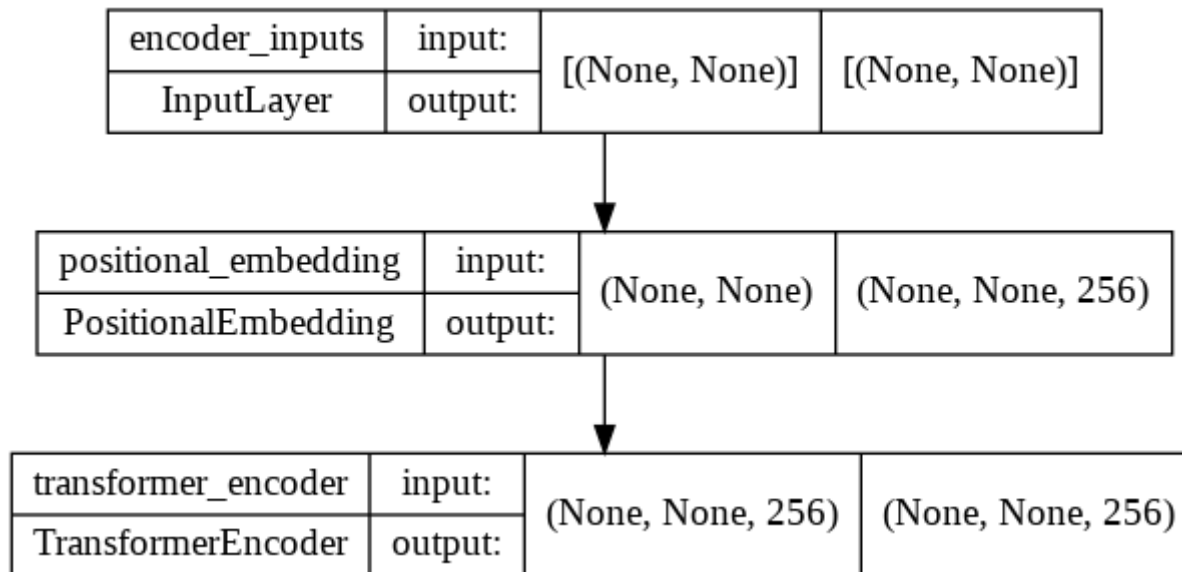 encoder_inputs input: [(None, None)] [(None, None)]
InputLayer output:
positional_embedding input: (None, None) (None, None, 256)
PositionalEmbedding output:
transformer_encoder input: (None, None, 256) (None, None, 256)
TransformerEncoder output: